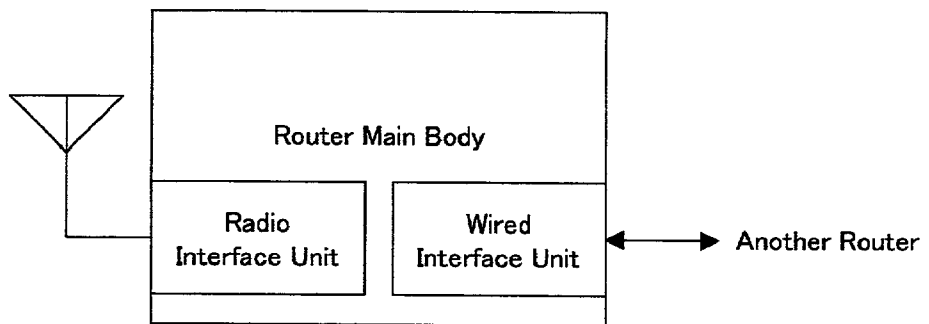 Router Main Body
Radio
Interface Unit
Wired
Interface Unit
Another Router